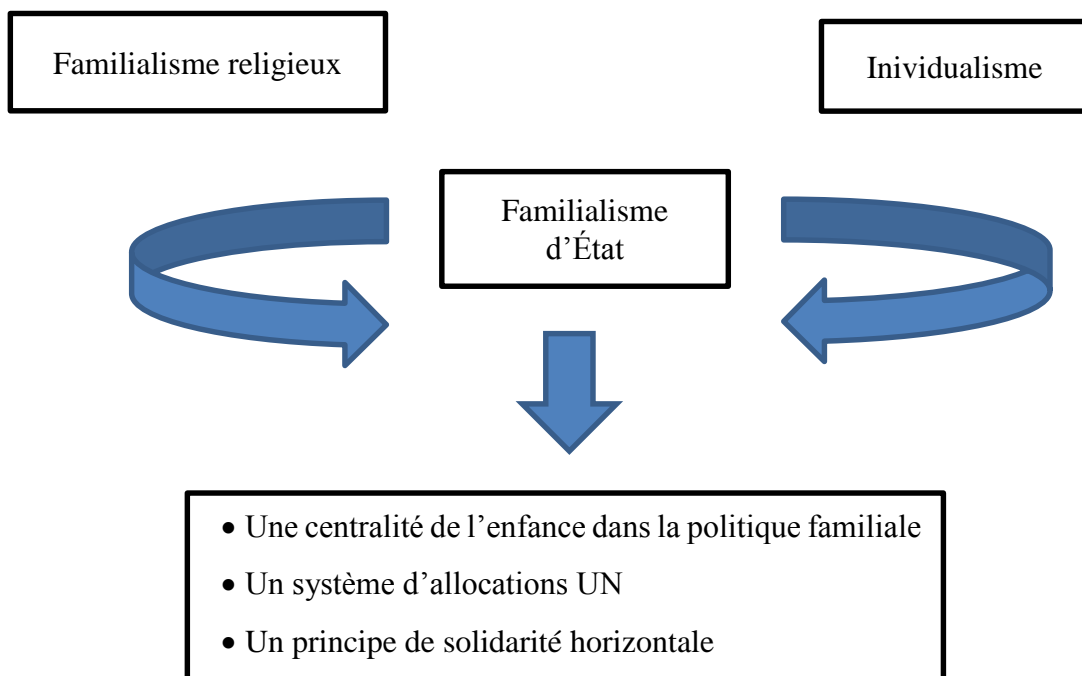 Familialisme religieux
Inividualisme
Familialisme
d’État
• Une centralité de l’enfance dans la politique familiale
• Un système d’allocations UN
• Un principe de solidarité horizontale